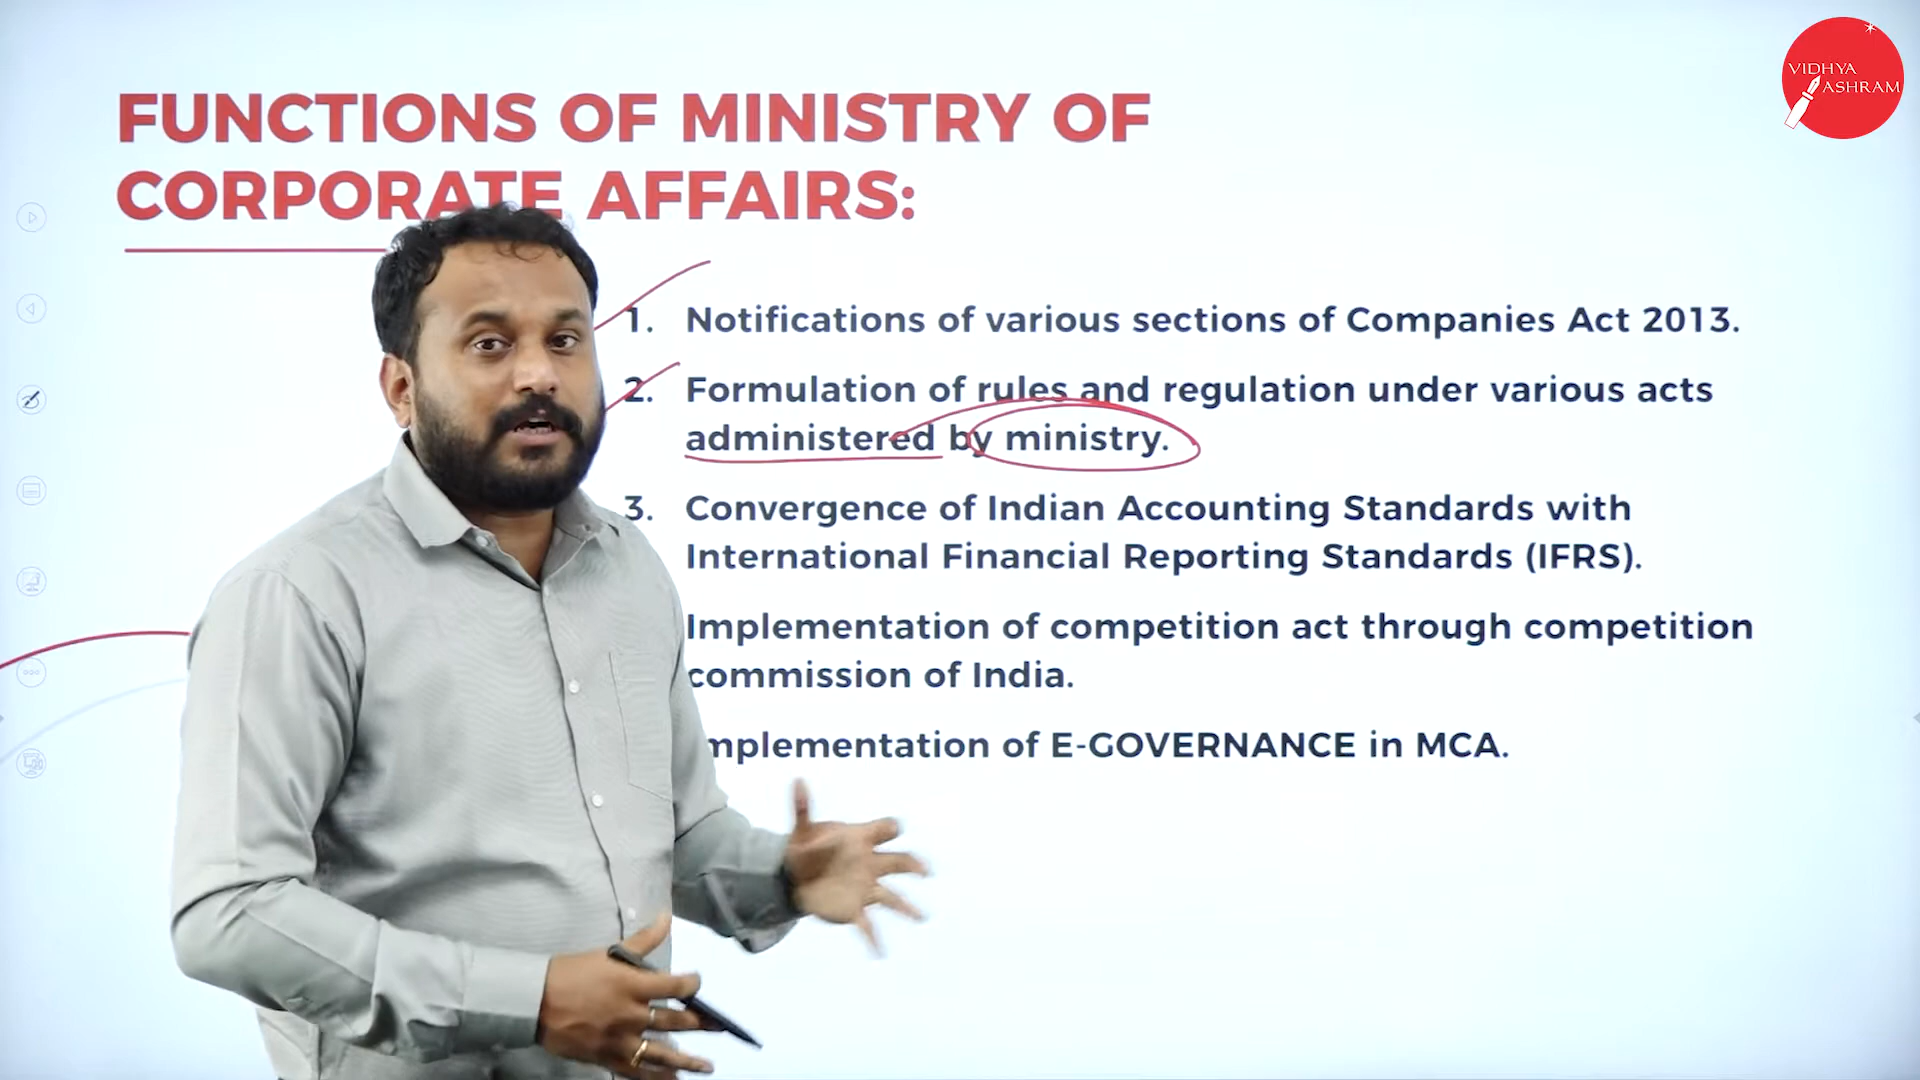 VIDHYA
ASHRAM
FUNCTIONS OF MINISTRY OF
CORPORATE AFFAIRS:
1. Notifications of various sections of Companies Act 2013.
2. Formulation of rules and regulation under various acts
administered by ministry.
3. Convergence of Indian Accounting Standards with
International Financial Reporting Standards (IFRS).
Implementation of competition act through competition
commission of India.
mplementation of E-GOVERNANCE in MCA.